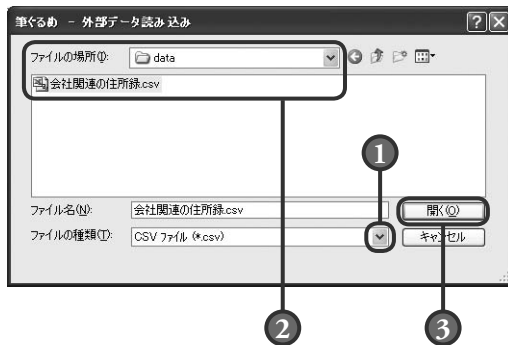 筆ぐるめ - 外部データ読み込み
ファイルの場所(I):
data
会社関連の住所録.csv
1
ファイル名(N):
会社関連の住所録.csv
開く(O)
ファイルの種類(T):
CSV ファイル (*.csv)
キャンセル
2
3